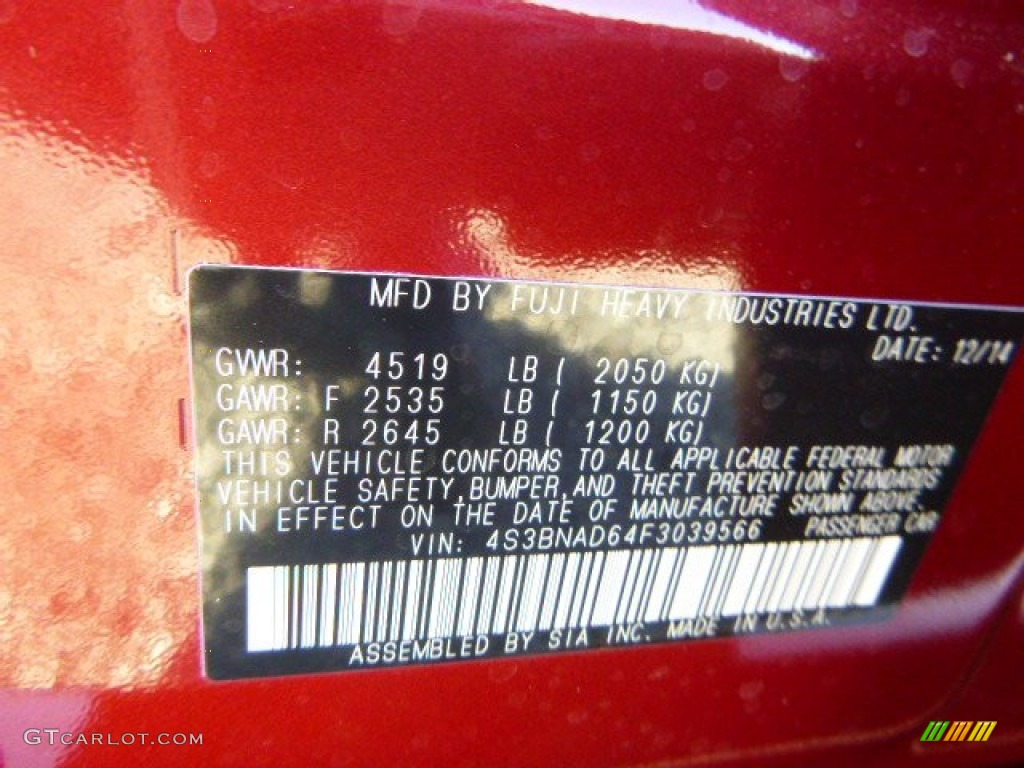 MFD BY FUJI HEAVY INDUSTRIES LTD.
DATE: 12/14
GVWR: 4519 LB ( 2050 KG)
GAWR: F 2535 LB ( 1150 KG)
GAWR: R 2645 LB ( 1200 KG)
THIS VEHICLE CONFORMS TO ALL APPLICABLE FEDERAL MOTOR
VEHICLE SAFETY,BUMPER,AND THEFT PREVENTION STANDARDS
IN EFFECT ON THE DATE OF MANUFACTURE SHOWN ABOVE.
VIN: 4S3BNAD64F3039566 PASSENGER CAR
ASSEMBLED BY SIA INC. MADE IN U.S.A.
GTCARLOT.COM